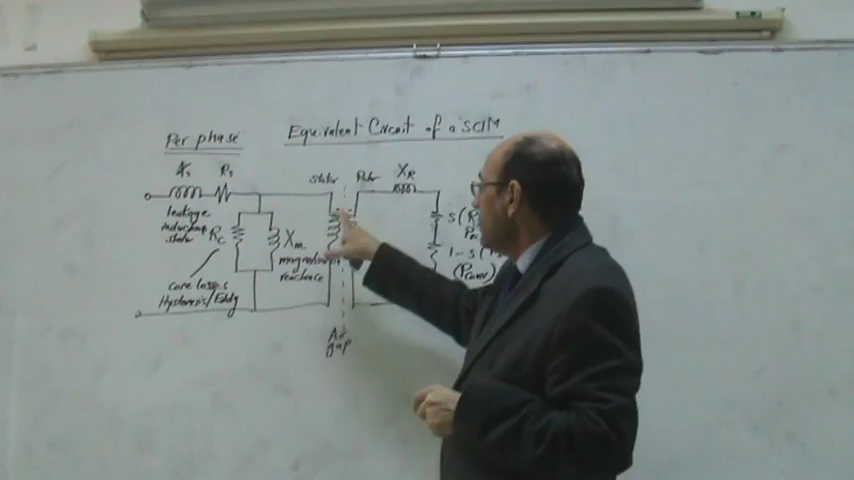 Per phase
Equivalent Circuit of a SCIM
Xs
Rs
Stator
Rotor
XR
leakage
inductance
stator
Rc
Xm
magnetizing
reactance
core losses
Hysteresis/Eddy
S(R
1-S(
(Pconv)
Air
gap